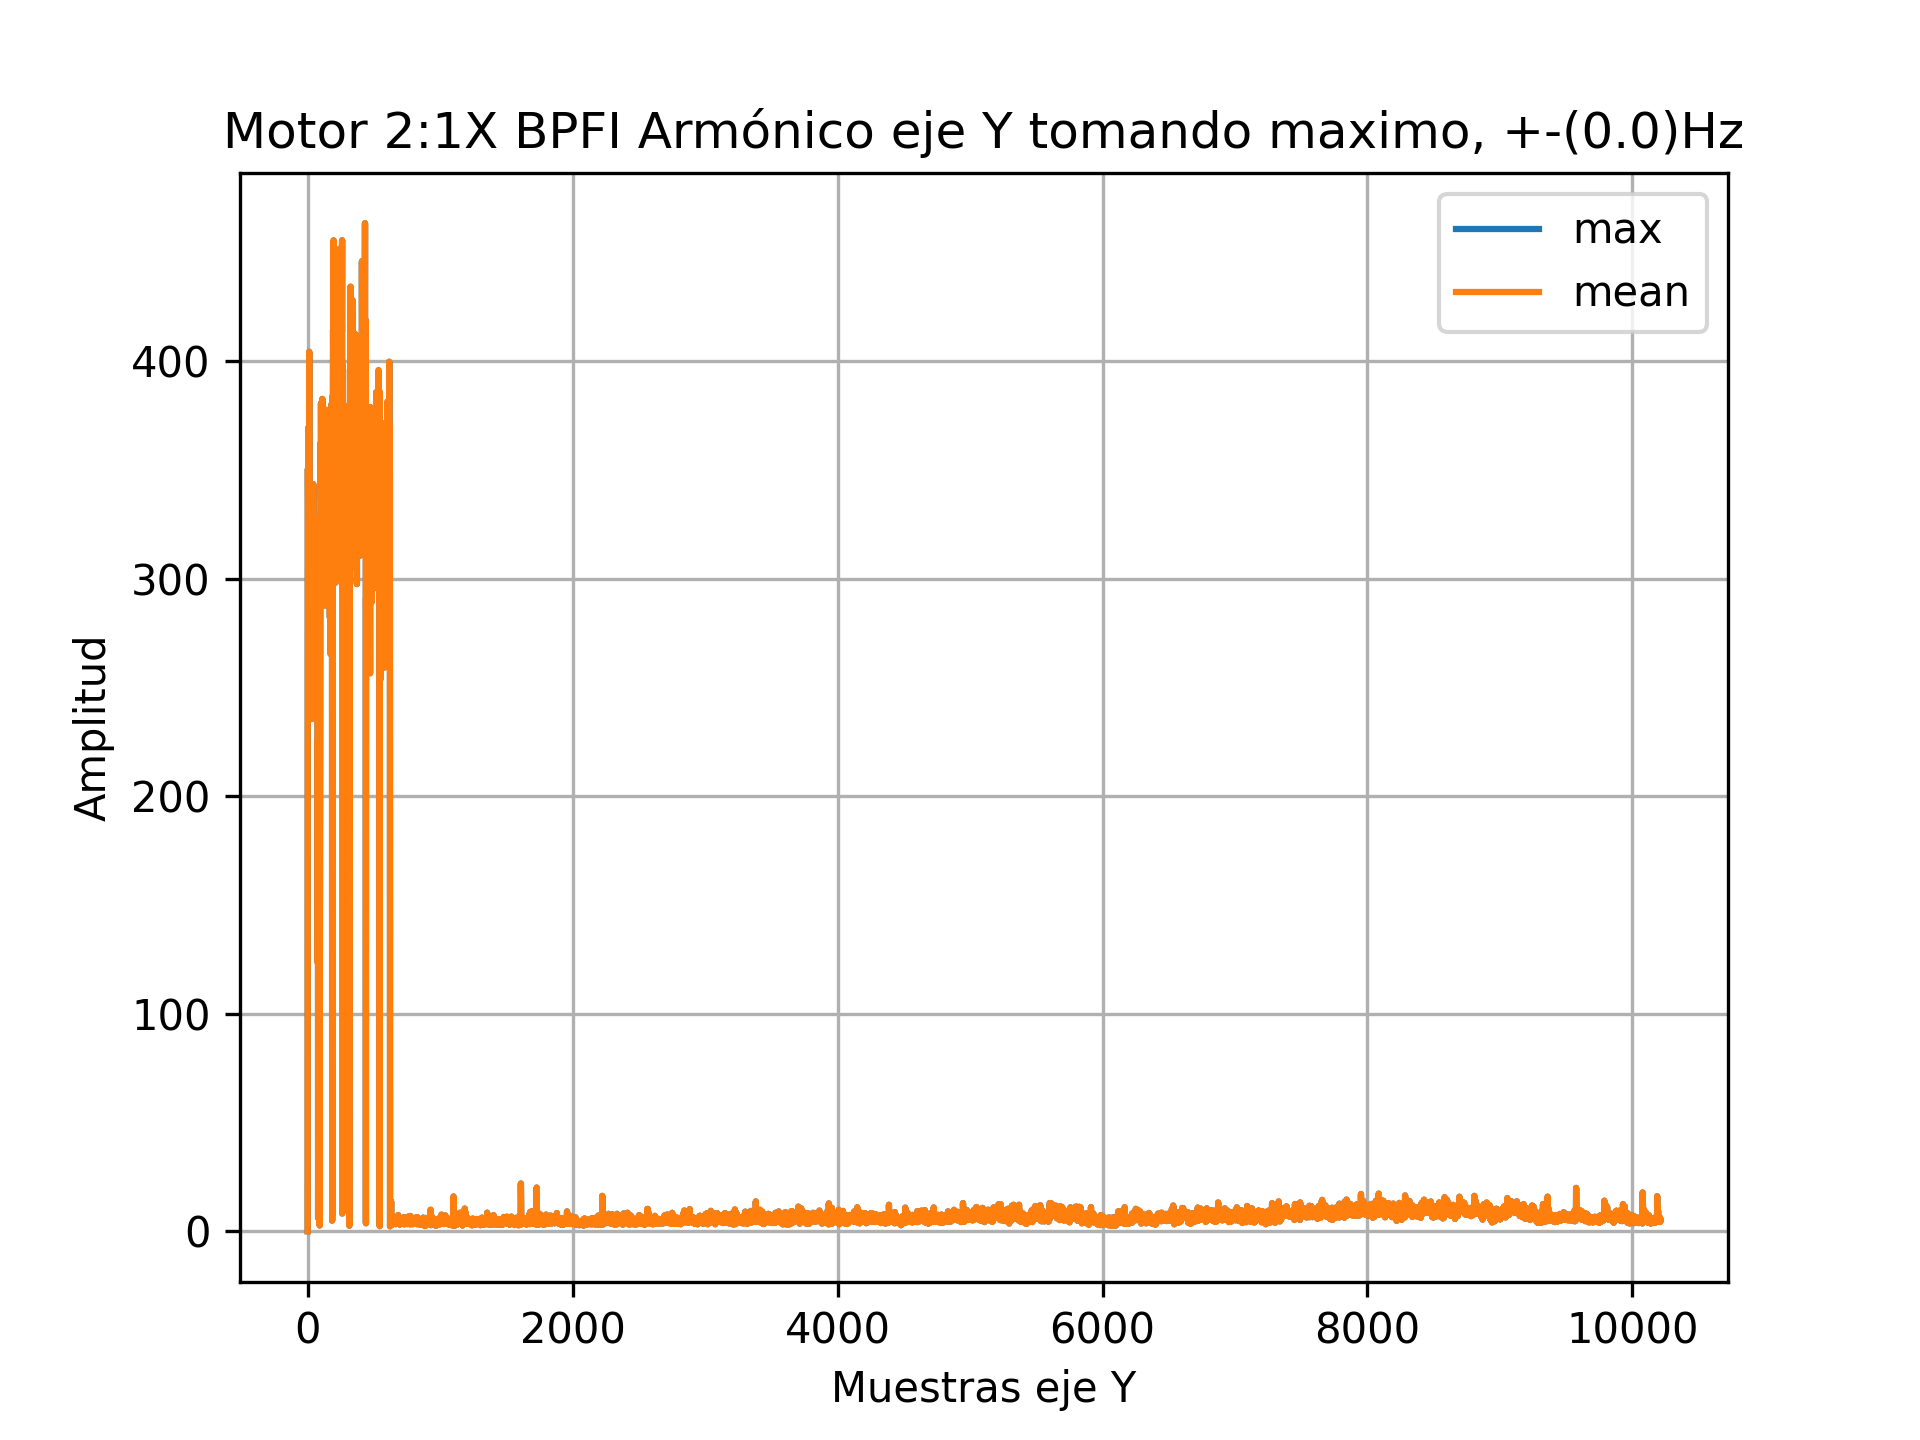 Motor 2:1X BPFI Armónico eje Y tomando maximo, +-(0.0)Hz
max
mean
400
300
200
100
0
Amplitud
0 2000 4000 6000 8000 10000
Muestras eje Y